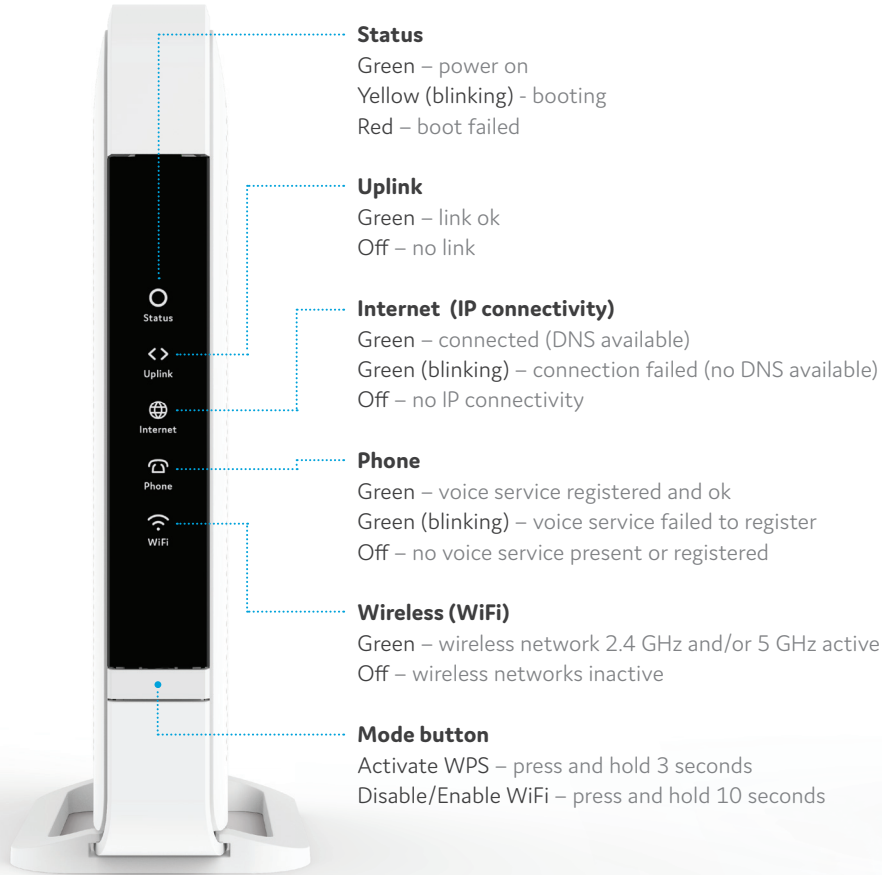 Status
Green – power on
Yellow (blinking) - booting
Red – boot failed
Uplink
Green – link ok
Off – no link
Internet (IP connectivity)
Green – connected (DNS available)
Green (blinking) – connection failed (no DNS available)
Off – no IP connectivity
Phone
Green – voice service registered and ok
Green (blinking) – voice service failed to register
Off – no voice service present or registered
Wireless (WiFi)
Green – wireless network 2.4 GHz and/or 5 GHz active
Off – wireless networks inactive
Mode button
Activate WPS – press and hold 3 seconds
Disable/Enable WiFi – press and hold 10 seconds
Status
Uplink
Internet
Phone
WiFi